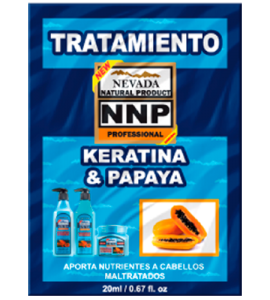 TRATAMIENTO
NEW
NEVADA
NATURAL PRODUCT
NNP
PROFESSIONAL
KERATINA
& PAPAYA
APORTA NUTRIENTES A CABELLOS
MALTRATADOS
20ml / 0.67 fl. oz